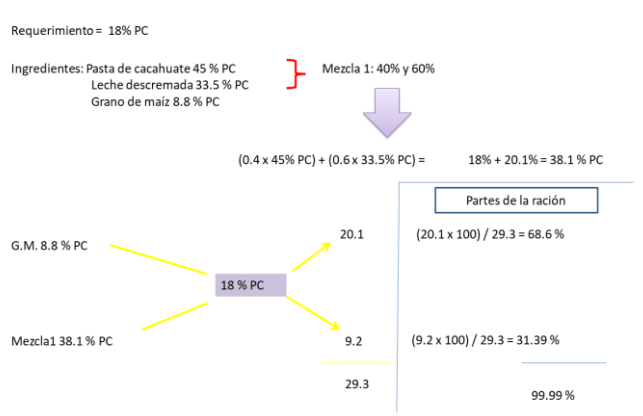 Requerimiento = 18% PC
Ingredientes: Pasta de cacahuate 45 % PC
Leche descremada 33.5 % PC
Grano de maíz 8.8 % PC
Mezcla 1: 40% y 60%
(0.4 x 45% PC) + (0.6 x 33.5% PC) = 18% + 20.1% = 38.1 % PC
Partes de la ración
G.M. 8.8 % PC
20.1
(20.1 x 100) / 29.3 = 68.6 %
18 % PC
Mezcla1 38.1 % PC
9.2
(9.2 x 100) / 29.3 = 31.39 %
29.3
99.99 %